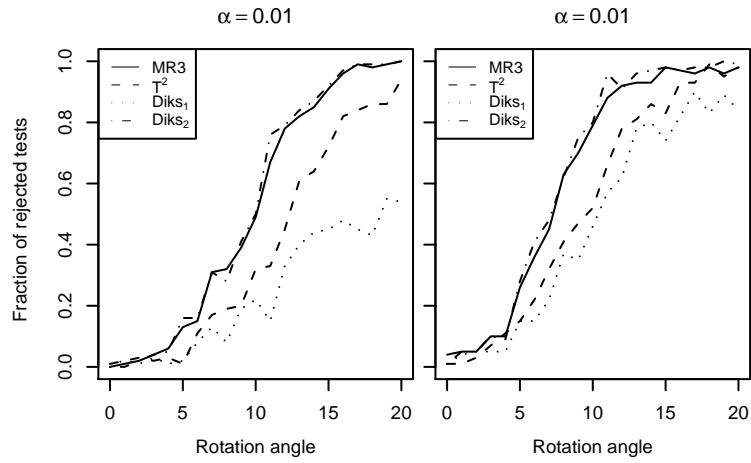 α = 0.01
MR3
T²
Diks₁
Diks₂
Fraction of rejected tests
0.0 0.2 0.4 0.6 0.8 1.0
0 5 10 15 20
Rotation angle
α = 0.01
MR3
T²
Diks₁
Diks₂
0 5 10 15 20
Rotation angle